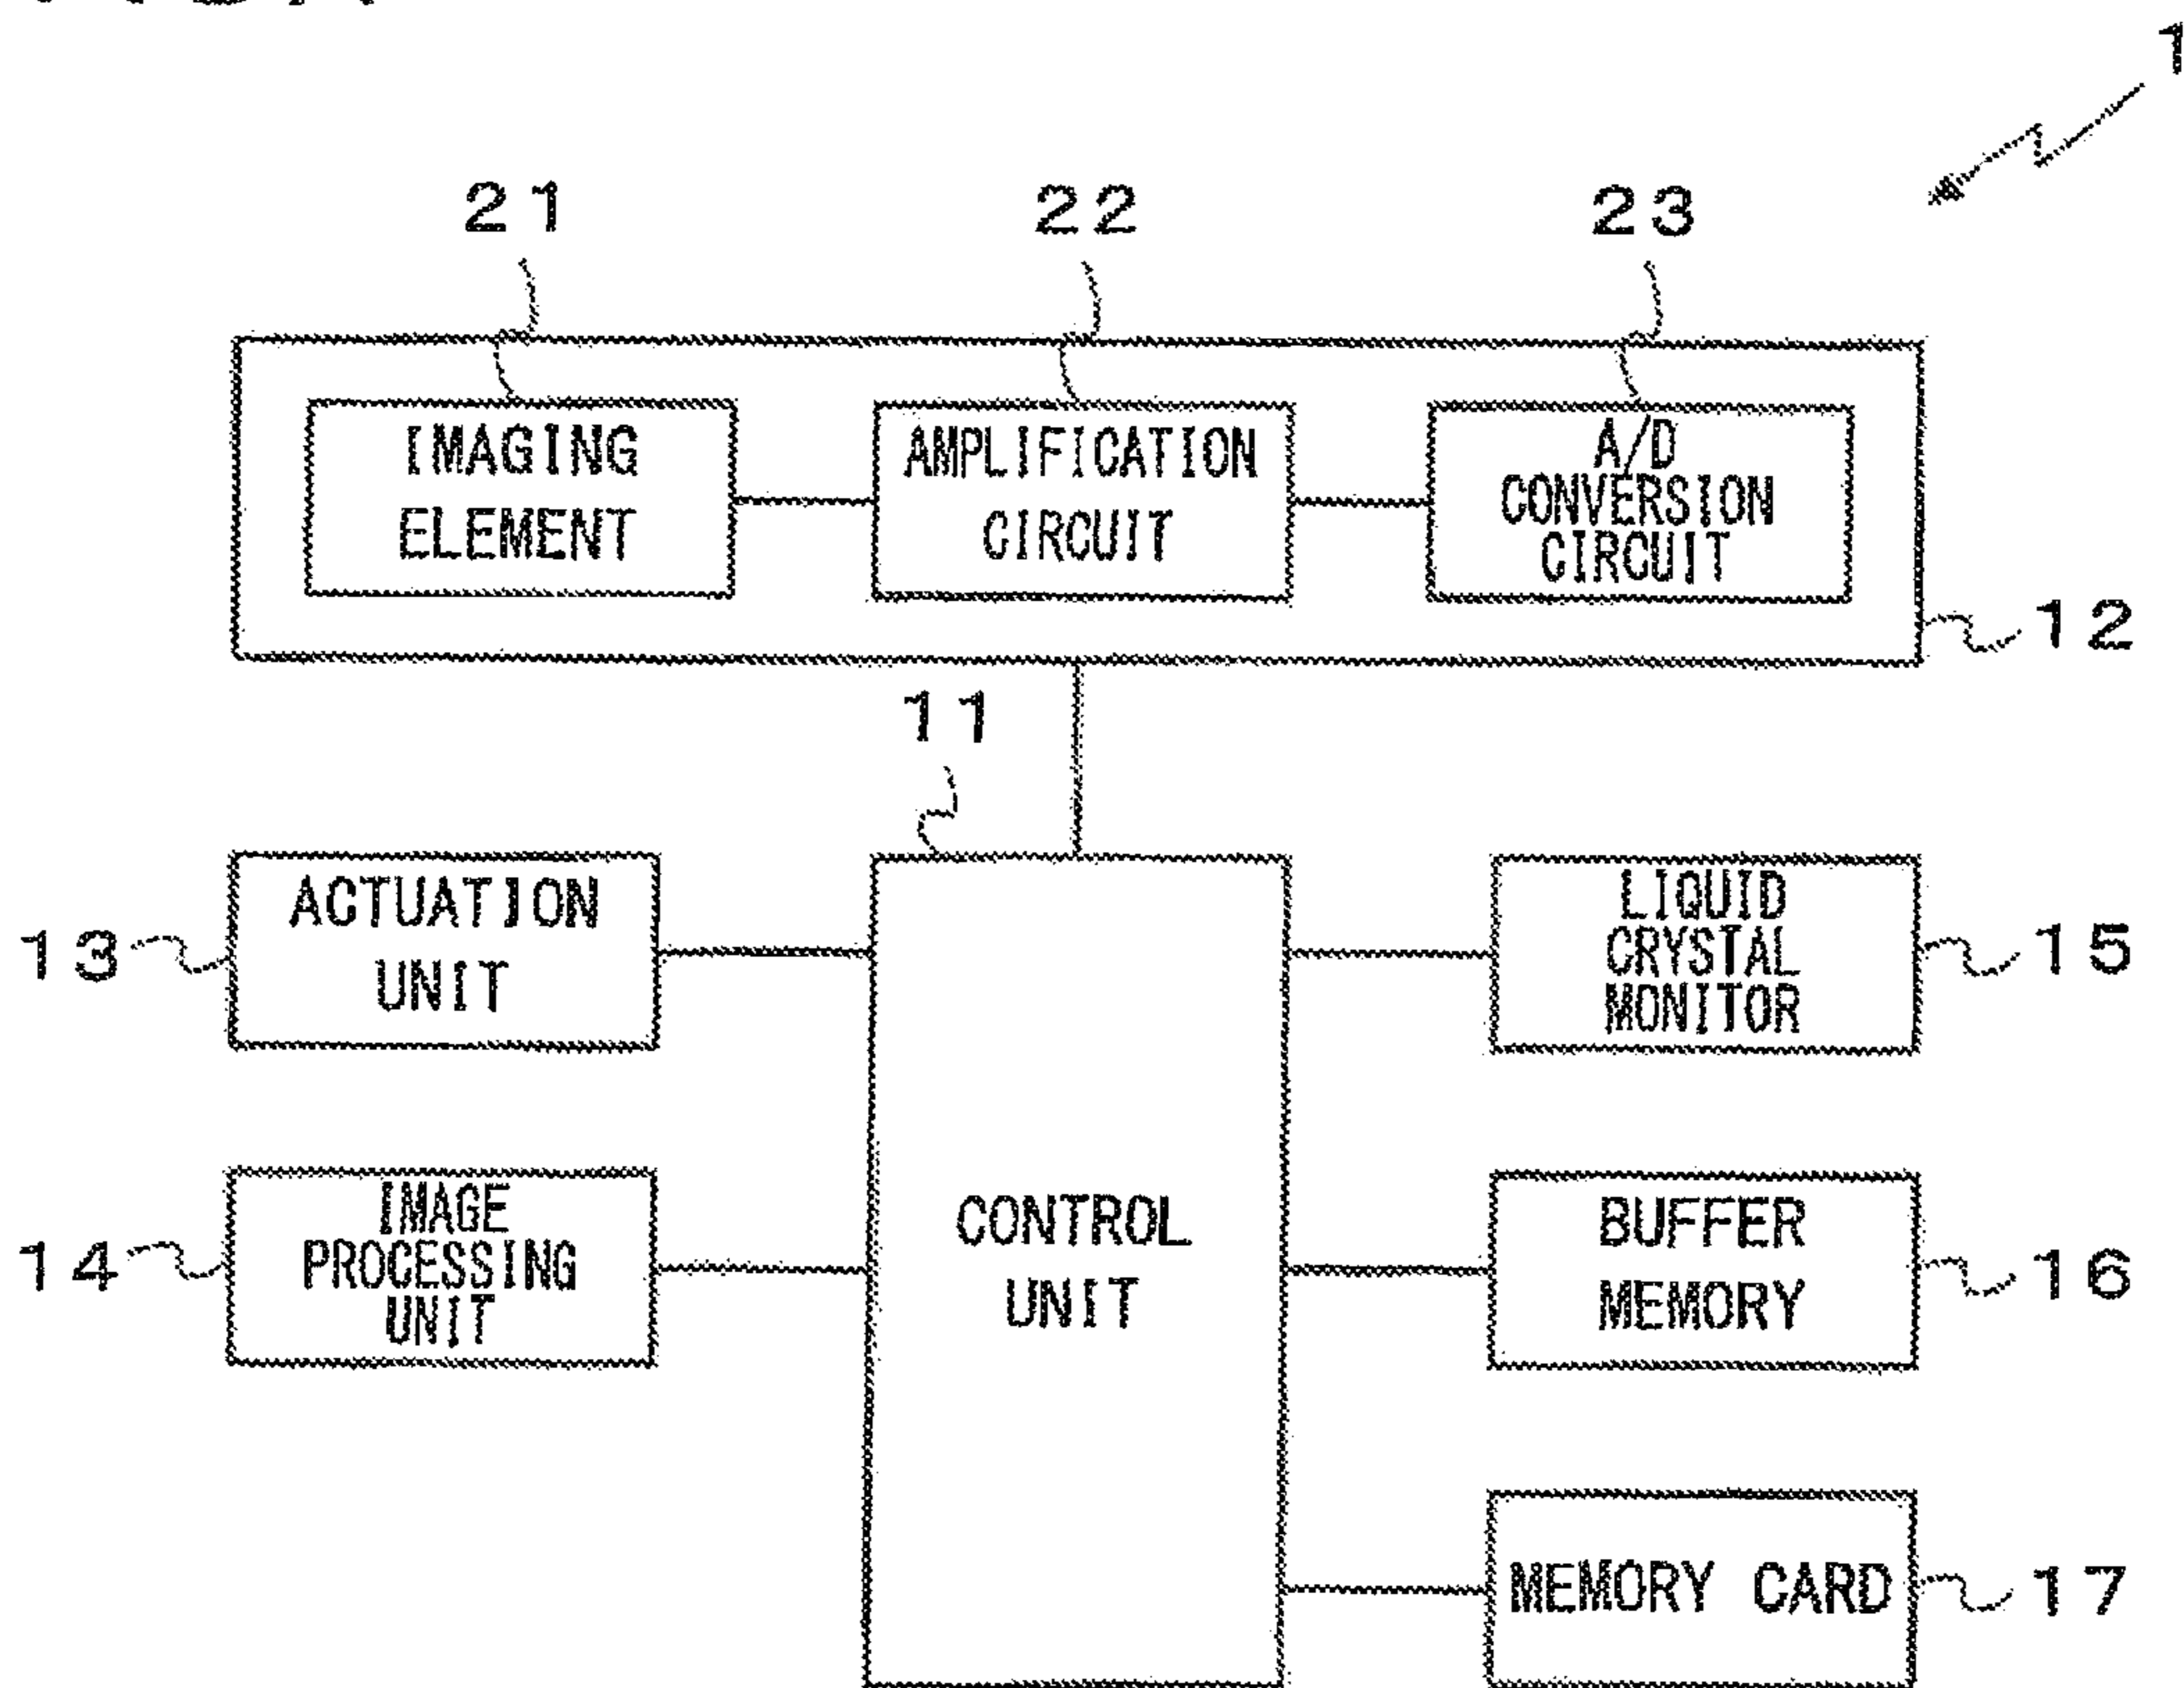 1
21 22 23
IMAGING
ELEMENT
AMPLIFICATION
CIRCUIT
A/D
CONVERSION
CIRCUIT
12
11
13
ACTUATION
UNIT
LIQUID
CRYSTAL
MONITOR
15
14
IMAGE
PROCESSING
UNIT
CONTROL
UNIT
BUFFER
MEMORY
16
MEMORY CARD
17